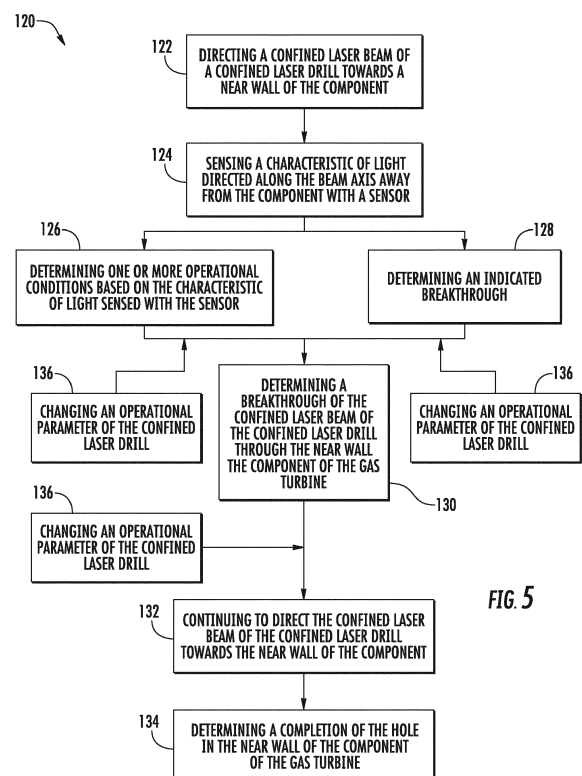 120
122
DIRECTING A CONFINED LASER BEAM OF
A CONFINED LASER DRILL TOWARDS A
NEAR WALL OF THE COMPONENT
124
SENSING A CHARACTERISTIC OF LIGHT
DIRECTED ALONG THE BEAM AXIS AWAY
FROM THE COMPONENT WITH A SENSOR
126
DETERMINING ONE OR MORE OPERATIONAL
CONDITIONS BASED ON THE CHARACTERISTIC
OF LIGHT SENSED WITH THE SENSOR
128
DETERMINING AN INDICATED
BREAKTHROUGH
136
CHANGING AN OPERATIONAL
PARAMETER OF THE CONFINED
LASER DRILL
DETERMINING A
BREAKTHROUGH OF THE
CONFINED LASER BEAM OF
THE CONFINED LASER DRILL
THROUGH THE NEAR WALL
THE COMPONENT OF THE GAS
TURBINE
130
136
CHANGING AN OPERATIONAL
PARAMETER OF THE CONFINED
LASER DRILL
136
CHANGING AN OPERATIONAL
PARAMETER OF THE CONFINED
LASER DRILL
FIG. 5
132
CONTINUING TO DIRECT THE CONFINED LASER
BEAM OF THE CONFINED LASER DRILL
TOWARDS THE NEAR WALL OF THE COMPONENT
134
DETERMINING A COMPLETION OF THE HOLE
IN THE NEAR WALL OF THE COMPONENT
OF THE GAS TURBINE